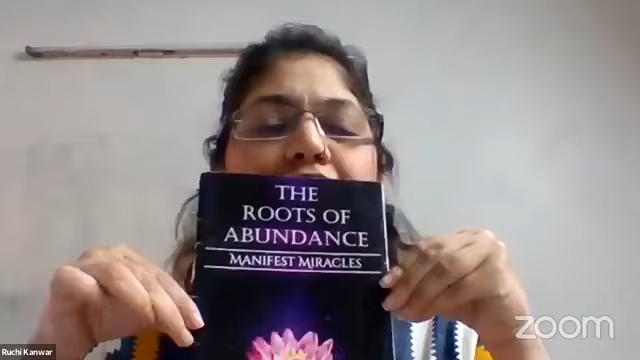 THE
ROOTS OF
ABUNDANCE
MANIFEST MIRACLES
Ruchi Kanwar
zoom